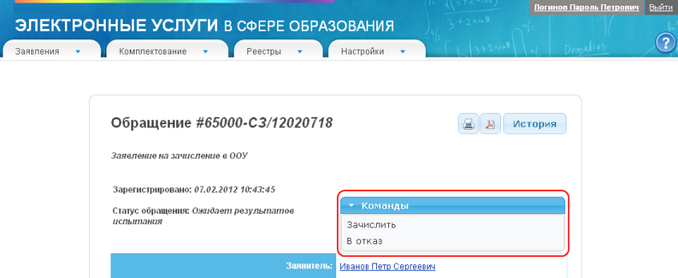 Логинов Пароль Петрович Выйти
ЭЛЕКТРОННЫЕ УСЛУГИ В СФЕРЕ ОБРАЗОВАНИЯ
Заявления Комплектование Реестры Настройки
?
Обращение #65000-СЗ/12020718
История
Заявление на зачисление в ООУ
Зарегистрировано: 07.02.2012 10:43:45
Статус обращения: Ожидает результатов
испытания
Команды
Зачислить
В отказ
Заявитель: Иванов Петр Сергеевич